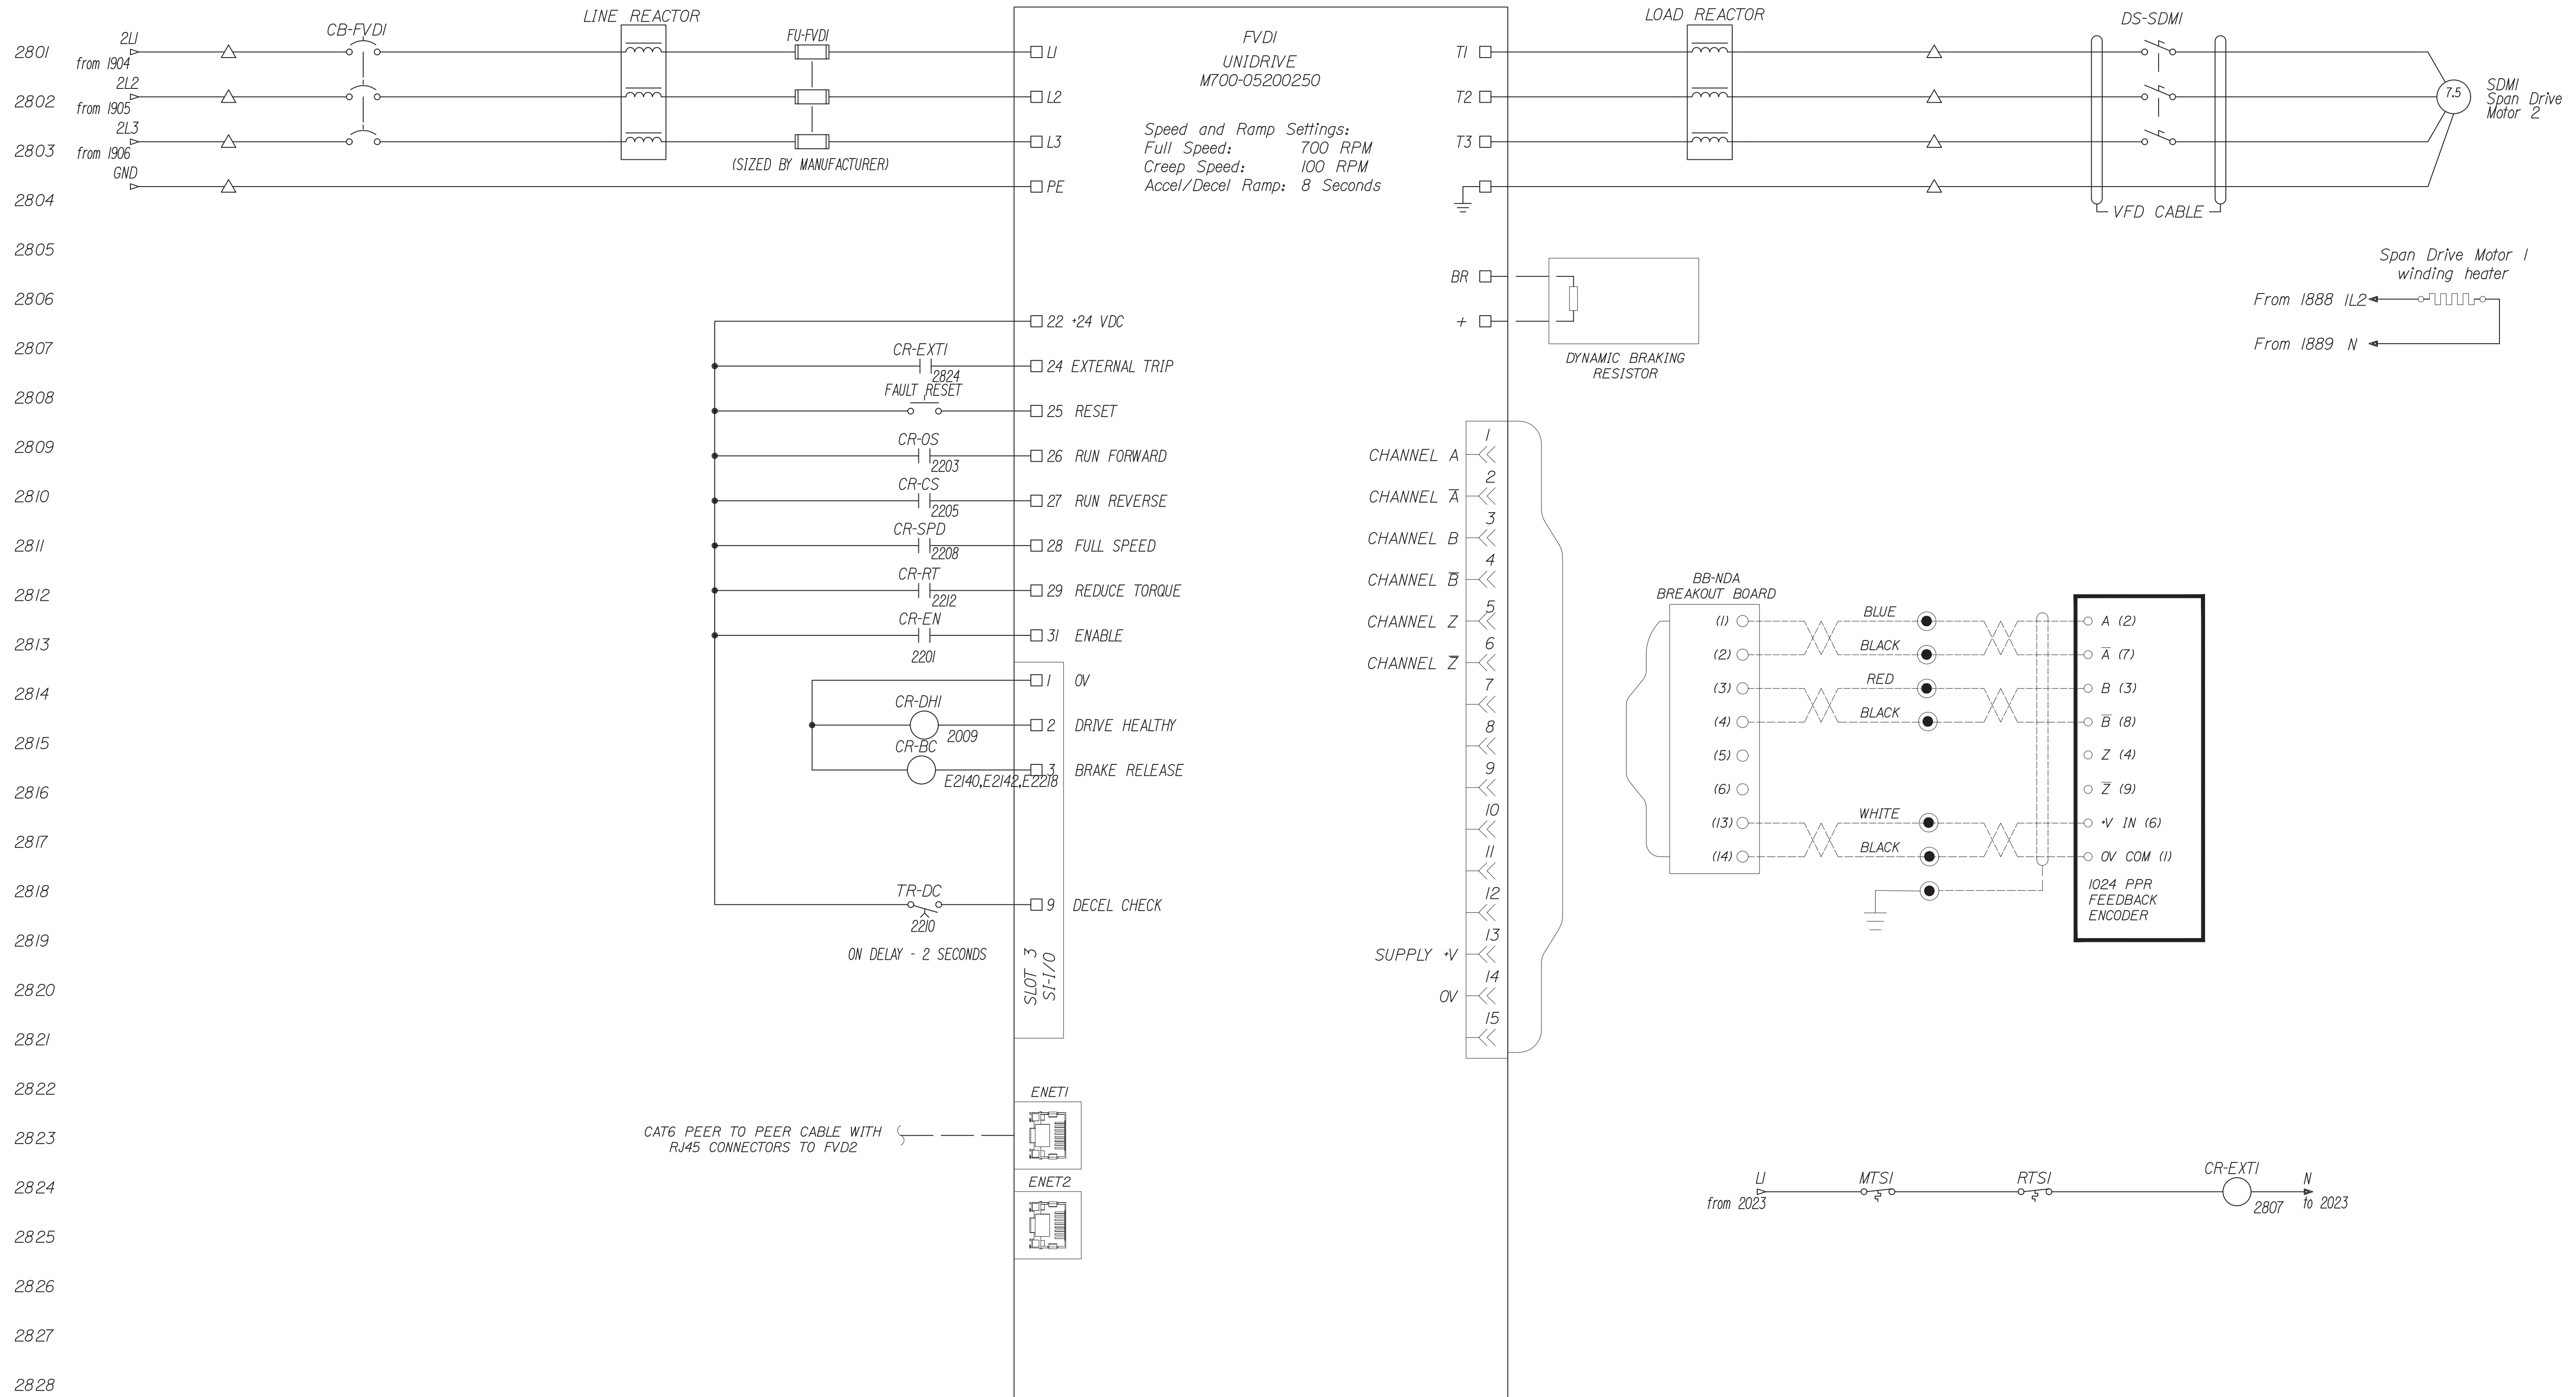 LINE REACTOR
LOAD REACTOR
DS-SDM1
CB-FVD1
FU-FVD1
FVD1
UNIDRIVE
M700-05200250
2801
2L1
from 1904
L1
T1
2802
2L2
from 1905
L2
T2
7.5
SDM1
Span Drive
Motor 2
2803
2L3
from 1906
L3
T3
(SIZED BY MANUFACTURER)
Speed and Ramp Settings:
Full Speed: 700 RPM
Creep Speed: 100 RPM
Accel/Decel Ramp: 8 Seconds
2804
GND
PE
VFD CABLE
2805
BR
+
DYNAMIC BRAKING
RESISTOR
Span Drive Motor 1
winding heater
From 1888 1L2
From 1889 N
2806
22 +24 VDC
2807
CR-EXT1
2824
24 EXTERNAL TRIP
2808
FAULT RESET
25 RESET
2809
CR-OS
2203
26 RUN FORWARD
2810
CR-CS
2205
27 RUN REVERSE
2811
CR-SPD
2208
28 FULL SPEED
2812
CR-RT
2212
29 REDUCE TORQUE
2813
CR-EN
2201
31 ENABLE
2814
1 0V
CR-DH1
2009
2 DRIVE HEALTHY
2815
CR-BC
E2140,E2142,E2218
3 BRAKE RELEASE
2816
2817
2818
TR-DC
2210
9 DECEL CHECK
2819
ON DELAY - 2 SECONDS
SLOT 3
SI-I/O
2820
2821
2822
ENET1
2823
CAT6 PEER TO PEER CABLE WITH
RJ45 CONNECTORS TO FVD2
2824
ENET2
2825
2826
2827
2828
1
CHANNEL A
2
CHANNEL A̅
3
CHANNEL B
4
CHANNEL B̅
5
CHANNEL Z
6
CHANNEL Z̅
7
8
9
10
11
12
13
SUPPLY +V
14
0V
15
BB-NDA
BREAKOUT BOARD
(1)
BLUE
A (2)
(2)
BLACK
A̅ (7)
(3)
RED
B (3)
(4)
BLACK
B̅ (8)
(5)
Z (4)
(6)
Z̅ (9)
(13)
WHITE
+V IN (6)
(14)
BLACK
0V COM (1)
1024 PPR
FEEDBACK
ENCODER
L1
from 2023
MTS1
RTS1
CR-EXT1
2807
N
to 2023